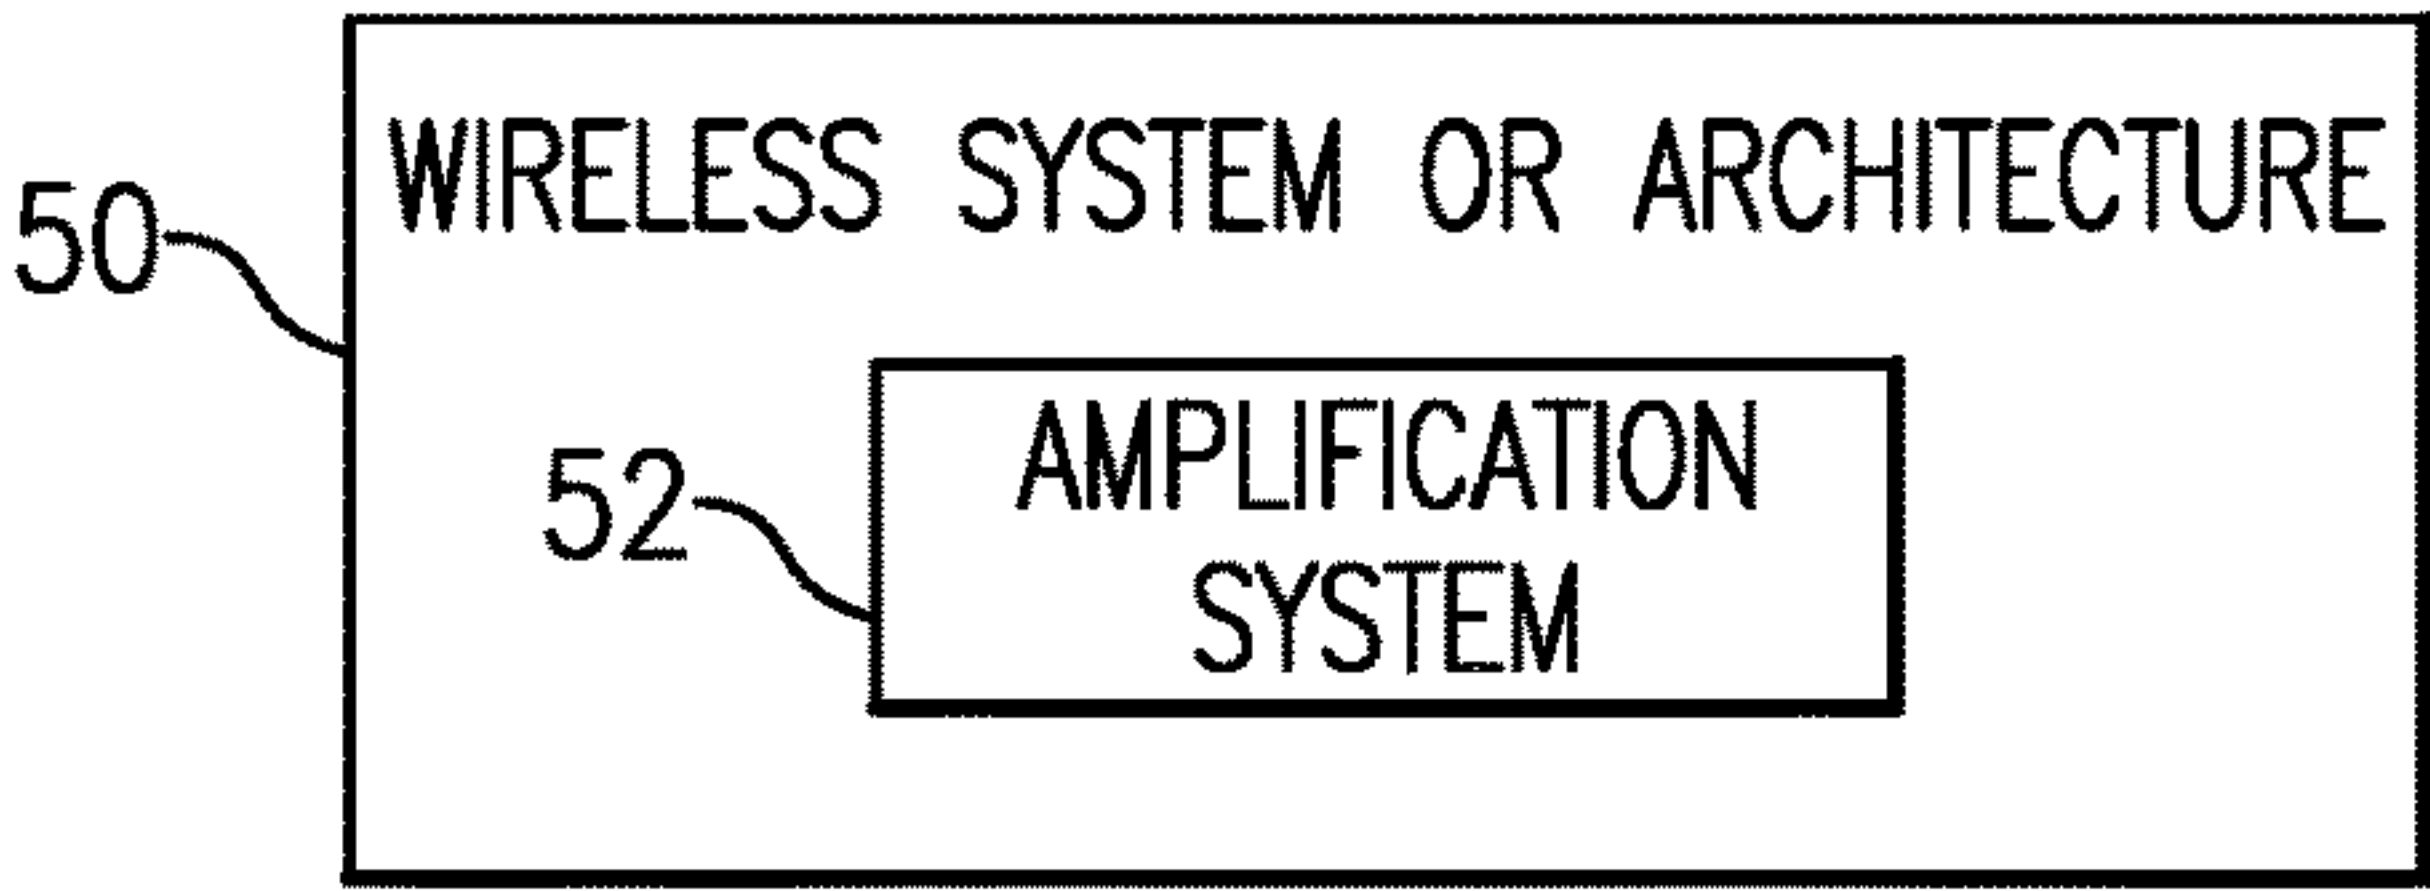 WIRELESS SYSTEM OR ARCHITECTURE
50
AMPLIFICATION
52
SYSTEM